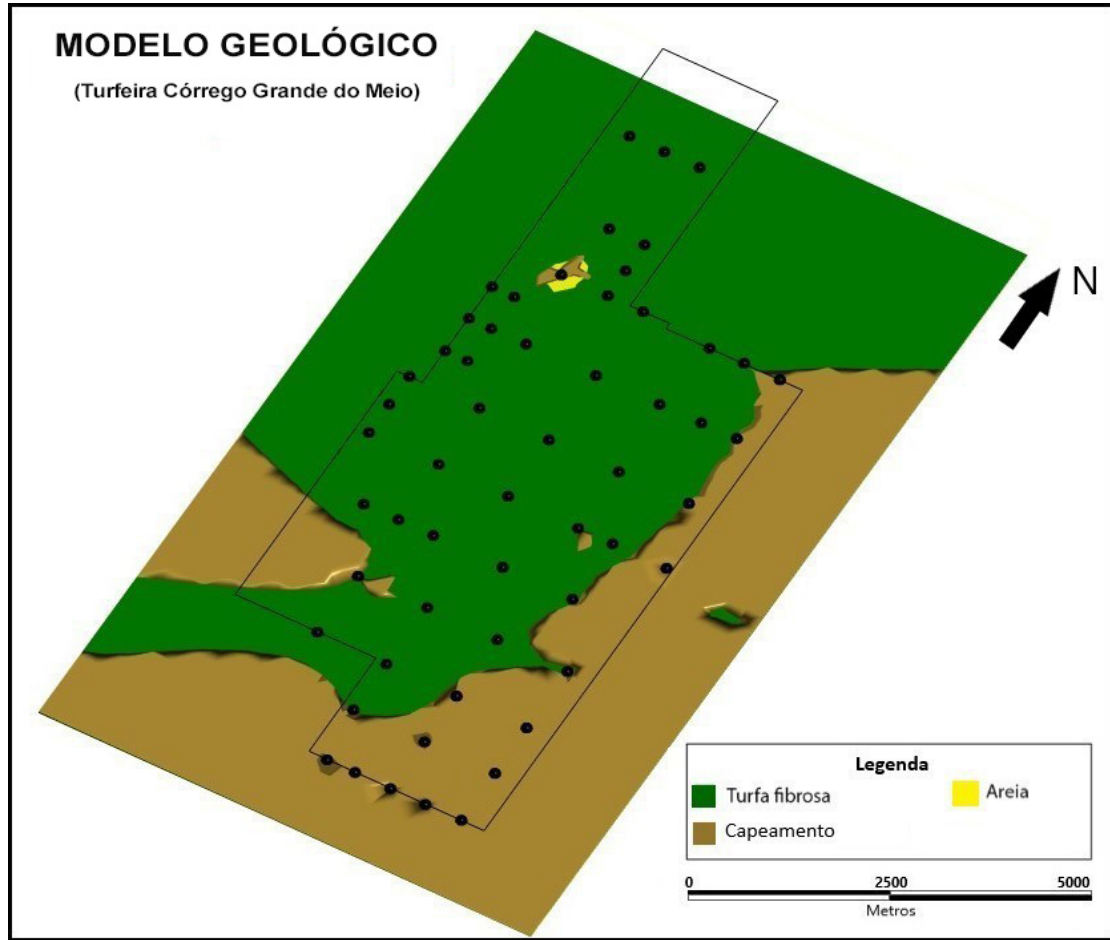 MODELO GEOLÓGICO
(Turfeira Córrego Grande do Meio)
N
Legenda
Turfa fibrosa
Areia
Capeamento
0 2500 5000
Metros